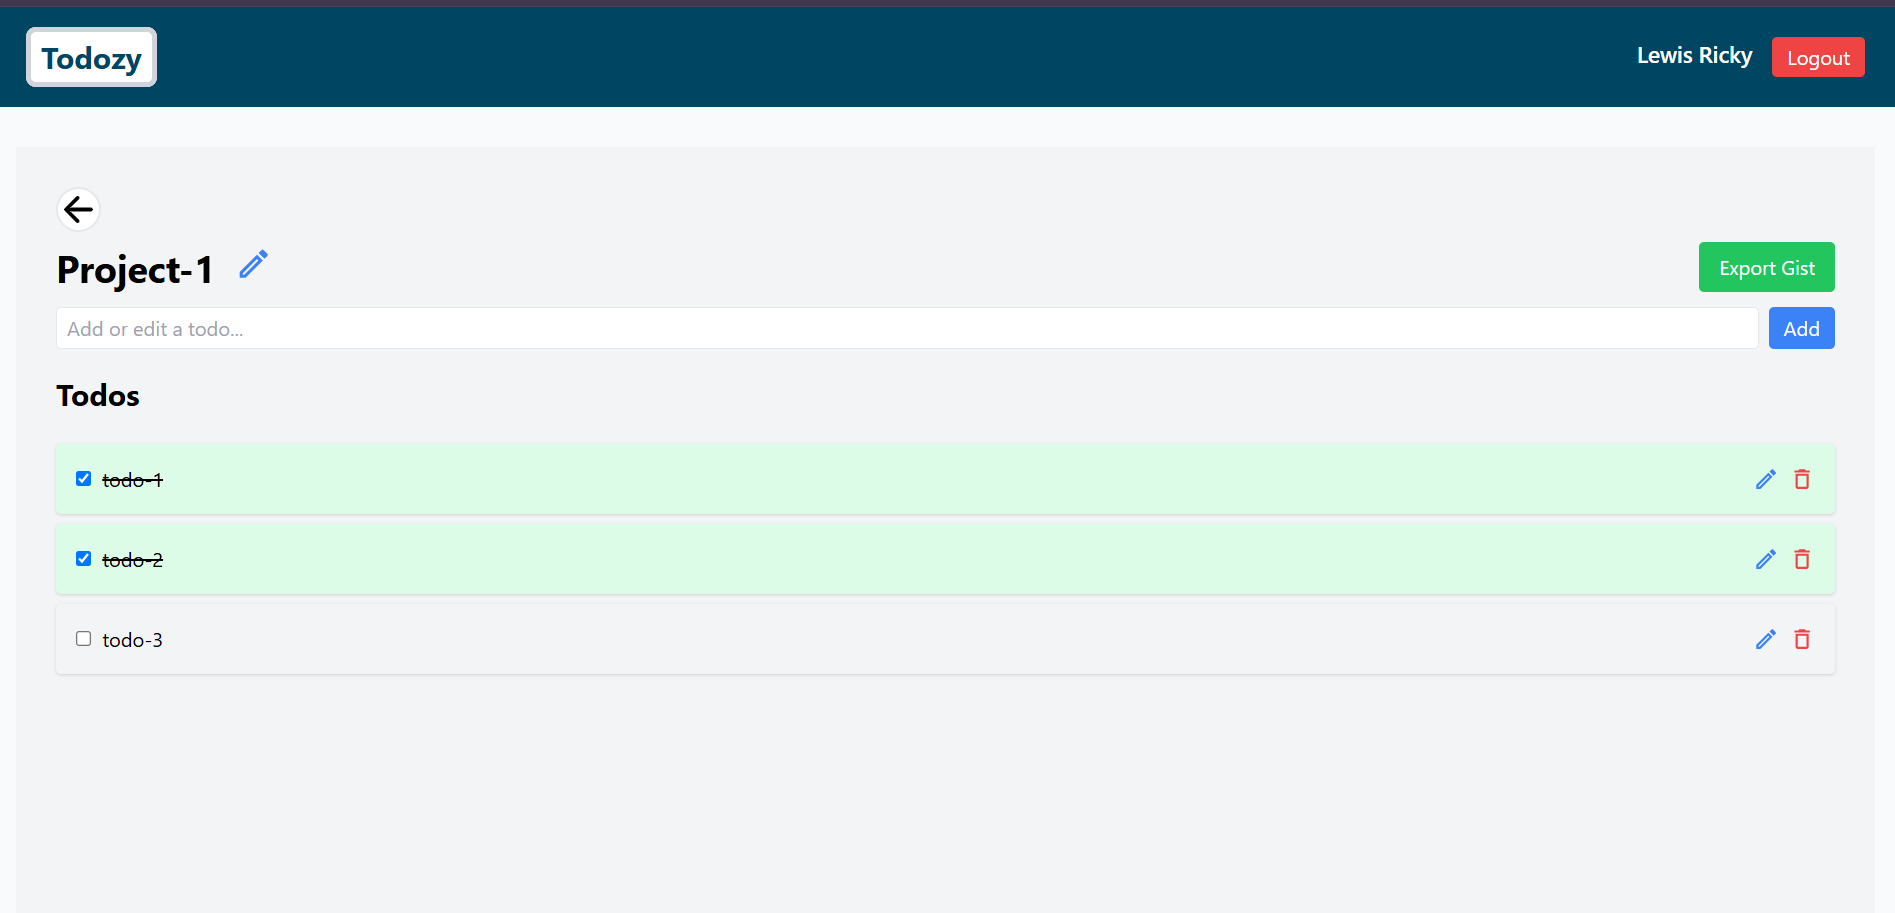 Todozy
Lewis Ricky
Logout
Project-1
Export Gist
Add or edit a todo...
Add
Todos
todo-1
todo-2
todo-3